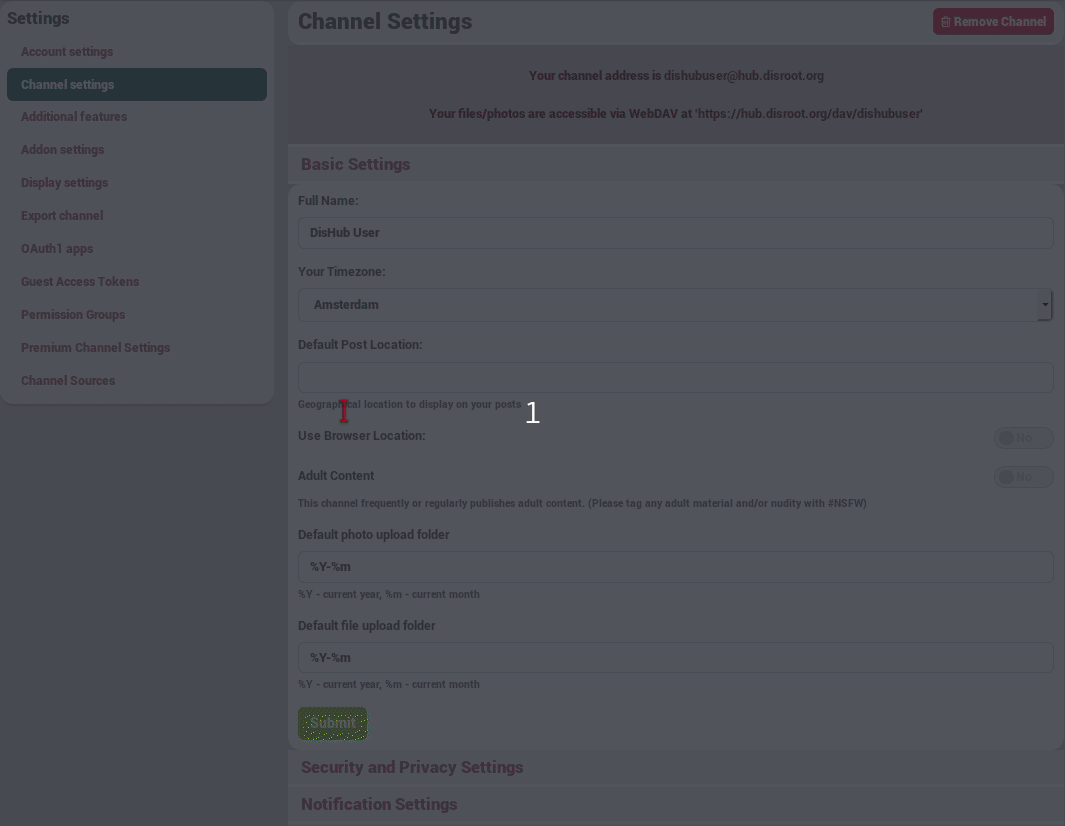 Settings
Account settings
Channel settings
Additional features
Addon settings
Display settings
Export channel
OAuth1 apps
Guest Access Tokens
Permission Groups
Premium Channel Settings
Channel Sources
Channel Settings
Remove Channel
Your channel address is dishubuser@hub.disroot.org
Your files/photos are accessible via WebDAV at 'https://hub.disroot.org/dav/dishubuser'
Basic Settings
Full Name:
DisHub User
Your Timezone:
Amsterdam
Default Post Location:
Geographical location to display on your posts
1
Use Browser Location:
No
Adult Content
No
This channel frequently or regularly publishes adult content. (Please tag any adult material and/or nudity with #NSFW)
Default photo upload folder
%Y-%m
%Y - current year, %m - current month
Default file upload folder
%Y-%m
%Y - current year, %m - current month
Submit
Security and Privacy Settings
Notification Settings